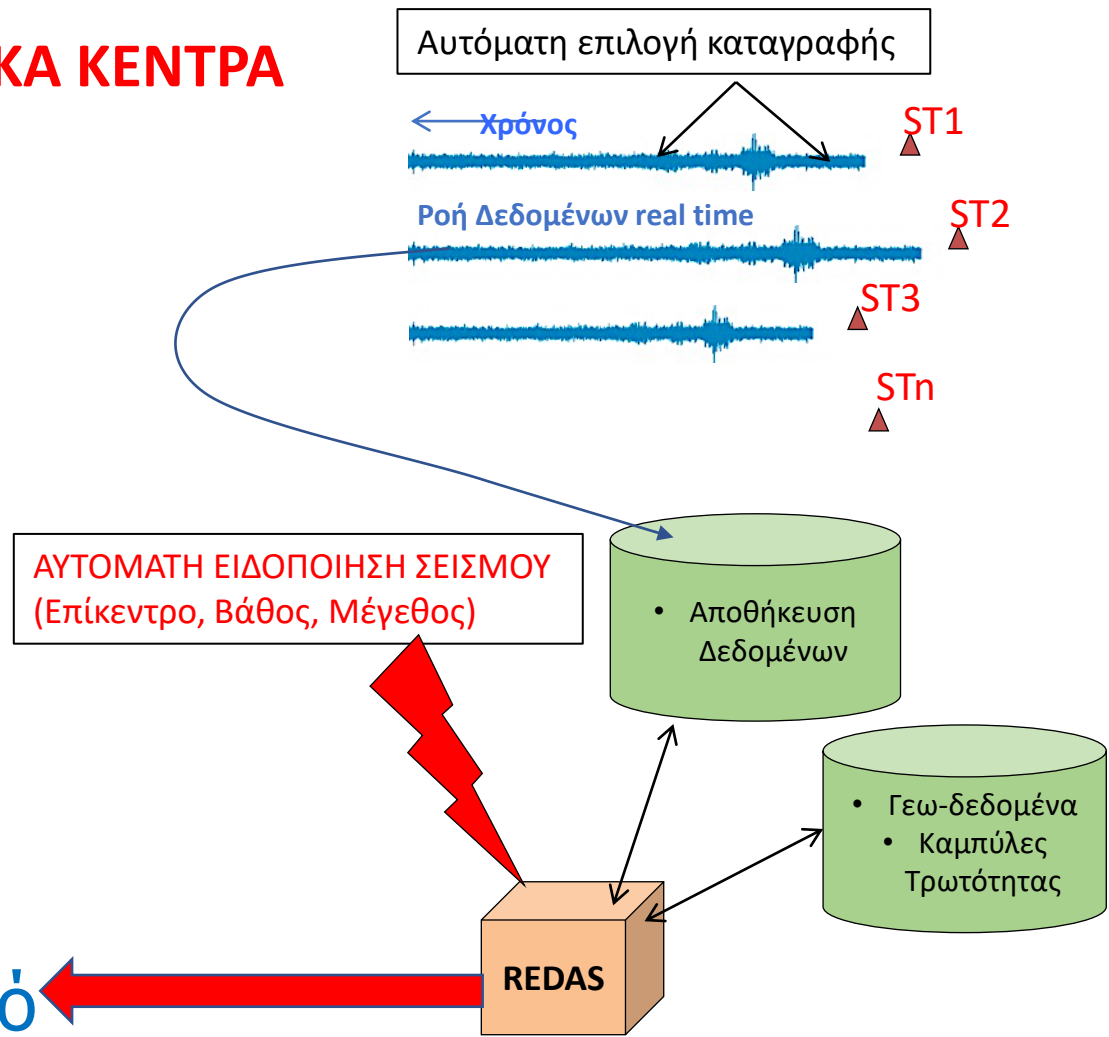 ΚΑ ΚΕΝΤΡΑ
Αυτόματη επιλογή καταγραφής
Χρόνος
ST1
Ροή Δεδομένων real time
ST2
ST3
STn
ΑΥΤΟΜΑΤΗ ΕΙΔΟΠΟΙΗΣΗ ΣΕΙΣΜΟΥ
(Επίκεντρο, Βάθος, Μέγεθος)
• Αποθήκευση
Δεδομένων
• Γεω-δεδομένα
• Καμπύλες
Τρωτότητας
REDAS
ό